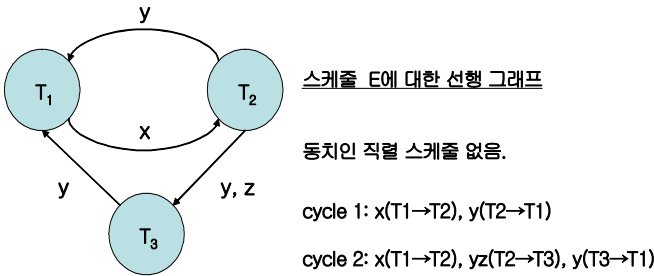 y
T1
T2
스케줄 E에 대한 선행 그래프
x
동치인 직렬 스케줄 없음.
y
y, z
cycle 1: x(T1→T2), y(T2→T1)
T3
cycle 2: x(T1→T2), yz(T2→T3), y(T3→T1)